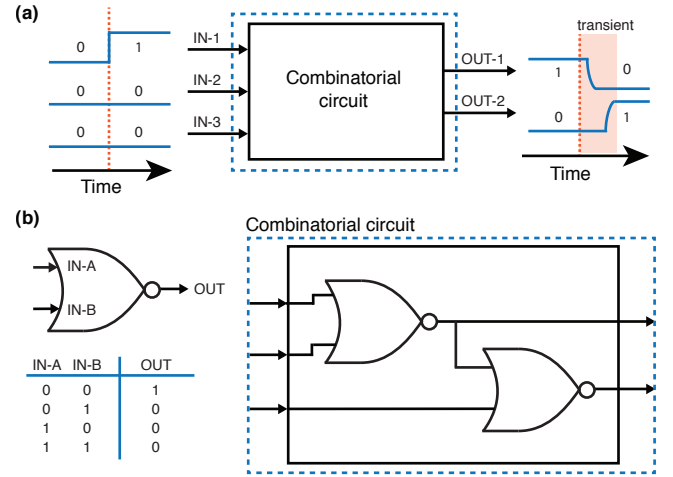 (a)
transient
0 1
IN-1
OUT-1
1 0
0 0
IN-2
Combinatorial
circuit
OUT-2
0 1
0 0
IN-3
Time
Time
(b)
Combinatorial circuit
IN-A
OUT
IN-B
IN-A IN-B OUT
0 0 1
0 1 0
1 0 0
1 1 0